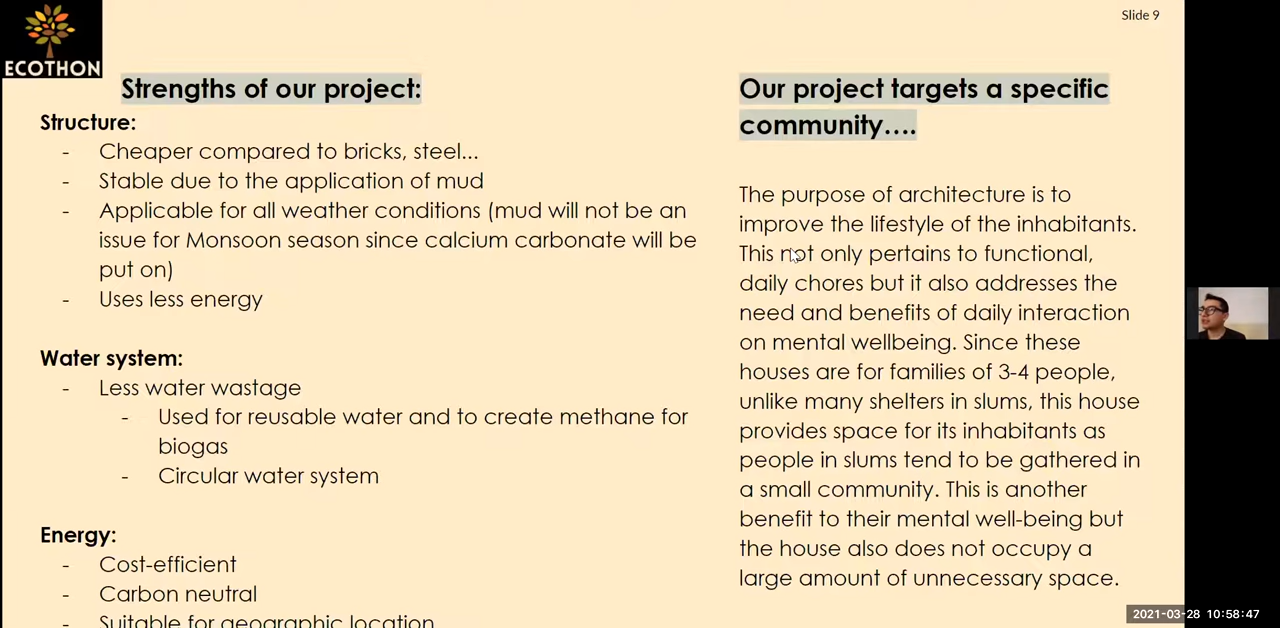 ECOTHON
Slide 9
Strengths of our project:
Structure:
- Cheaper compared to bricks, steel...
- Stable due to the application of mud
- Applicable for all weather conditions (mud will not be an
issue for Monsoon season since calcium carbonate will be
put on)
- Uses less energy
Water system:
- Less water wastage
- Used for reusable water and to create methane for
biogas
- Circular water system
Energy:
- Cost-efficient
- Carbon neutral
- Suitable for geographic location
Our project targets a specific
community....
The purpose of architecture is to
improve the lifestyle of the inhabitants.
This not only pertains to functional,
daily chores but it also addresses the
need and benefits of daily interaction
on mental wellbeing. Since these
houses are for families of 3-4 people,
unlike many shelters in slums, this house
provides space for its inhabitants as
people in slums tend to be gathered in
a small community. This is another
benefit to their mental well-being but
the house also does not occupy a
large amount of unnecessary space.
2021-03-28 10:58:47